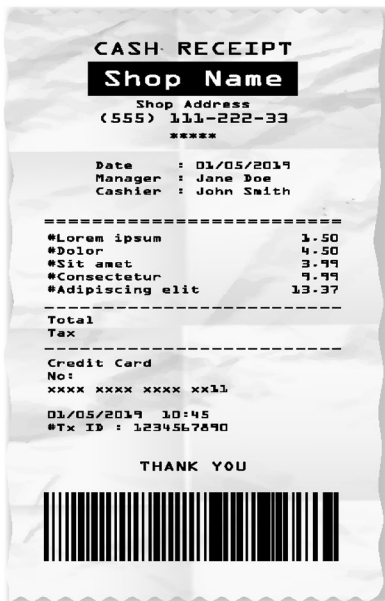 CASH RECEIPT
Shop Name
Shop Address
(555) 111-222-33
*****
Date : 01/05/2019
Manager : Jane Doe
Cashier : John Smith
==============================
#Lorem ipsum 1.50
#Dolor 4.50
#Sit amet 3.99
#Consectetur 9.99
#Adipiscing elit 13.37
------------------------------
Total
Tax
------------------------------
Credit Card
No:
xxxx xxxx xxxx xx11
01/05/2019 10:45
#Tx ID : 1234567890
THANK YOU